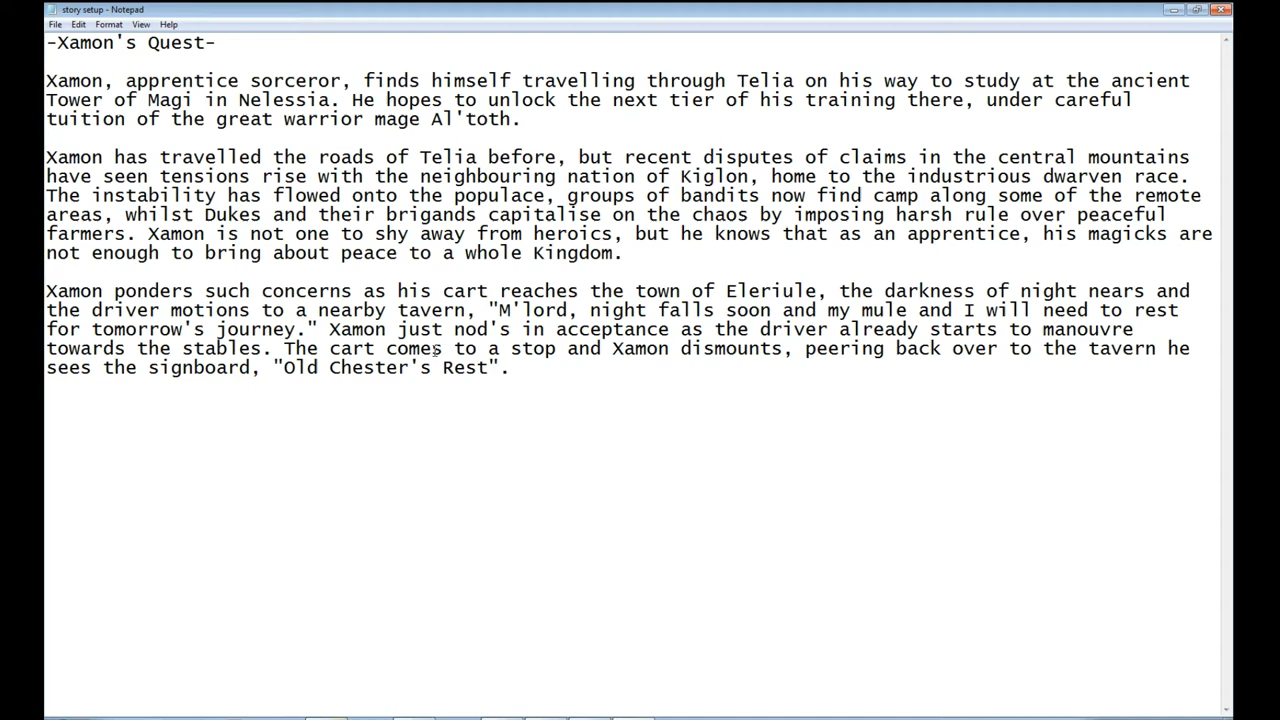 story setup - Notepad
File Edit Format View Help
-Xamon's Quest-
Xamon, apprentice sorceror, finds himself travelling through Telia on his way to study at the ancient
Tower of Magi in Nelessia. He hopes to unlock the next tier of his training there, under careful
tuition of the great warrior mage Al'toth.
Xamon has travelled the roads of Telia before, but recent disputes of claims in the central mountains
have seen tensions rise with the neighbouring nation of Kiglon, home to the industrious dwarven race.
The instability has flowed onto the populace, groups of bandits now find camp along some of the remote
areas, whilst Dukes and their brigands capitalise on the chaos by imposing harsh rule over peaceful
farmers. Xamon is not one to shy away from heroics, but he knows that as an apprentice, his magicks are
not enough to bring about peace to a whole Kingdom.
Xamon ponders such concerns as his cart reaches the town of Eleriule, the darkness of night nears and
the driver motions to a nearby tavern, "M'lord, night falls soon and my mule and I will need to rest
for tomorrow's journey." Xamon just nod's in acceptance as the driver already starts to manouvre
towards the stables. The cart comes to a stop and Xamon dismounts, peering back over to the tavern he
sees the signboard, "Old Chester's Rest".